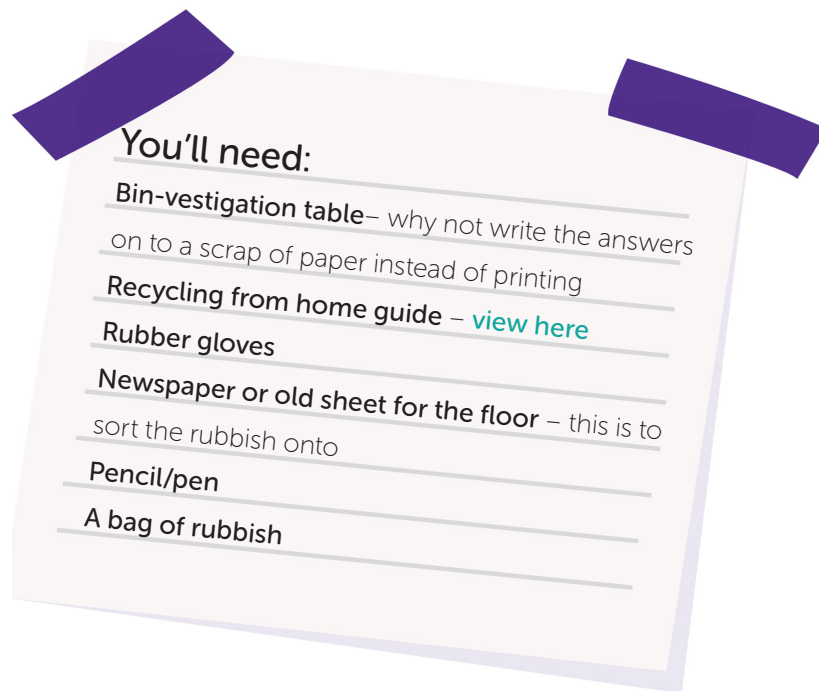 You'll need:
Bin-vestigation table– why not write the answers
on to a scrap of paper instead of printing
Recycling from home guide – view here
Rubber gloves
Newspaper or old sheet for the floor – this is to
sort the rubbish onto
Pencil/pen
A bag of rubbish